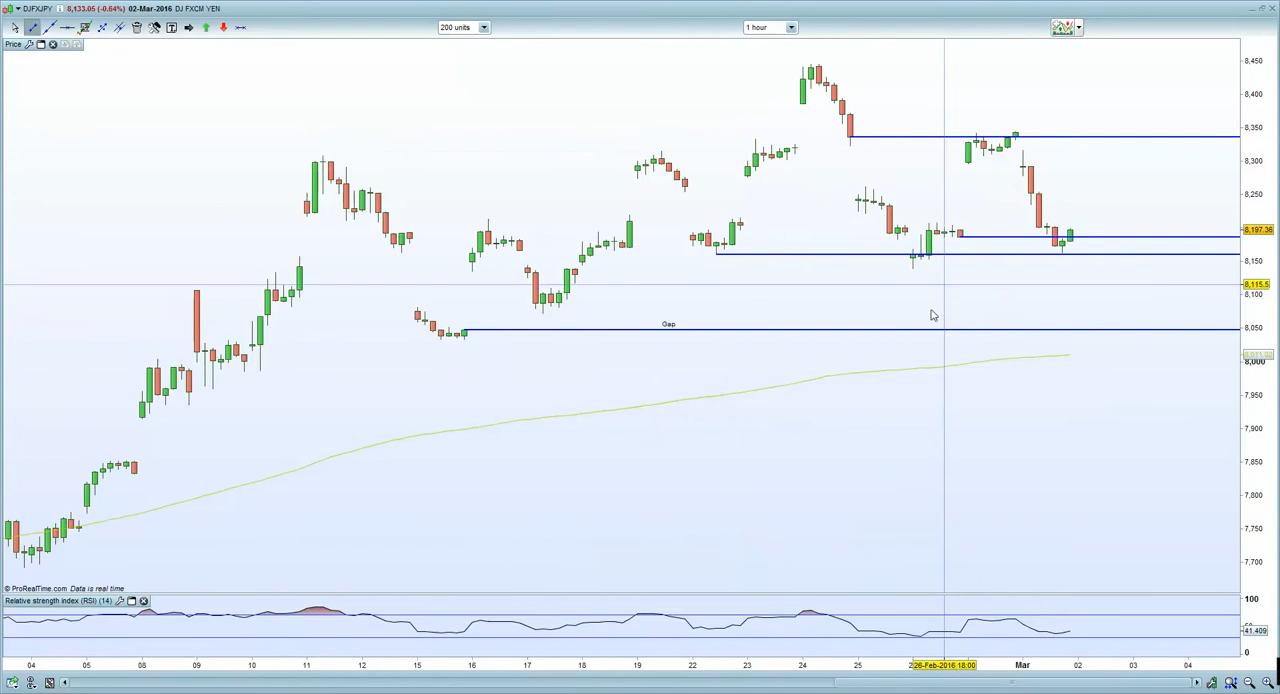 DJFXJPY 8,133.05 (-0.64%) 02-Mar-2016 DJ FXCM YEN
200 units 1 hour
Price
8,450
8,400
8,350
8,300
8,250
8,197.36
8,150
8,115.5
8,100
Gap
8,050
8,000
7,950
7,900
7,850
7,800
7,750
7,700
© ProRealTime.com Data is real time
Relative strength index (RSI) (14)
100
41.409
0
04 05 08 09 10 11 12 15 16 17 18 19 22 23 24 25 26-Feb-2016 18:00 Mar 02 03 04